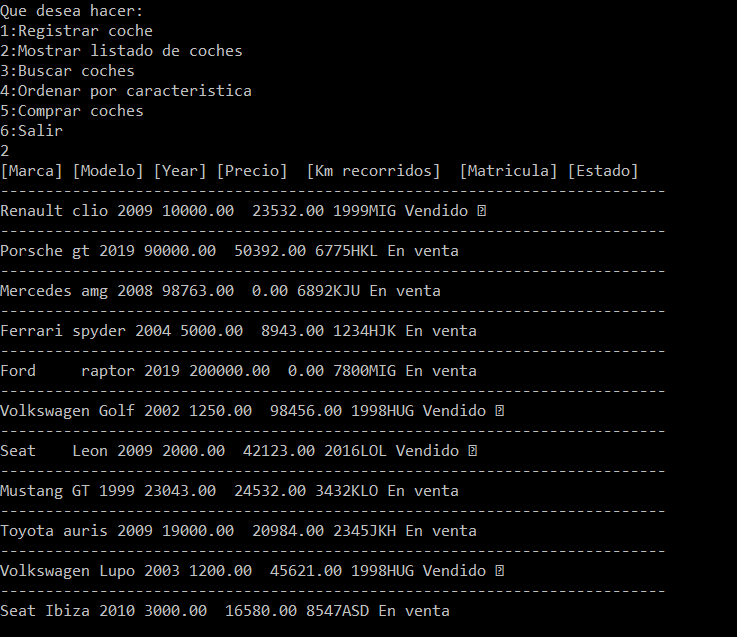 Que desea hacer:
1:Registrar coche
2:Mostrar listado de coches
3:Buscar coches
4:Ordenar por caracteristica
5:Comprar coches
6:Salir
2
[Marca] [Modelo] [Year] [Precio]  [Km recorridos]  [Matricula] [Estado]
--------------------------------------------------------------------------
Renault clio 2009 10000.00  23532.00 1999MIG Vendido ⍰
--------------------------------------------------------------------------
Porsche gt 2019 90000.00  50392.00 6775HKL En venta
--------------------------------------------------------------------------
Mercedes amg 2008 98763.00  0.00 6892KJU En venta
--------------------------------------------------------------------------
Ferrari spyder 2004 5000.00  8943.00 1234HJK En venta
--------------------------------------------------------------------------
Ford     raptor 2019 200000.00  0.00 7800MIG En venta
--------------------------------------------------------------------------
Volkswagen Golf 2002 1250.00  98456.00 1998HUG Vendido ⍰
--------------------------------------------------------------------------
Seat    Leon 2009 2000.00  42123.00 2016LOL Vendido ⍰
--------------------------------------------------------------------------
Mustang GT 1999 23043.00  24532.00 3432KLO En venta
--------------------------------------------------------------------------
Toyota auris 2009 19000.00  20984.00 2345JKH En venta
--------------------------------------------------------------------------
Volkswagen Lupo 2003 1200.00  45621.00 1998HUG Vendido ⍰
--------------------------------------------------------------------------
Seat Ibiza 2010 3000.00  16580.00 8547ASD En venta